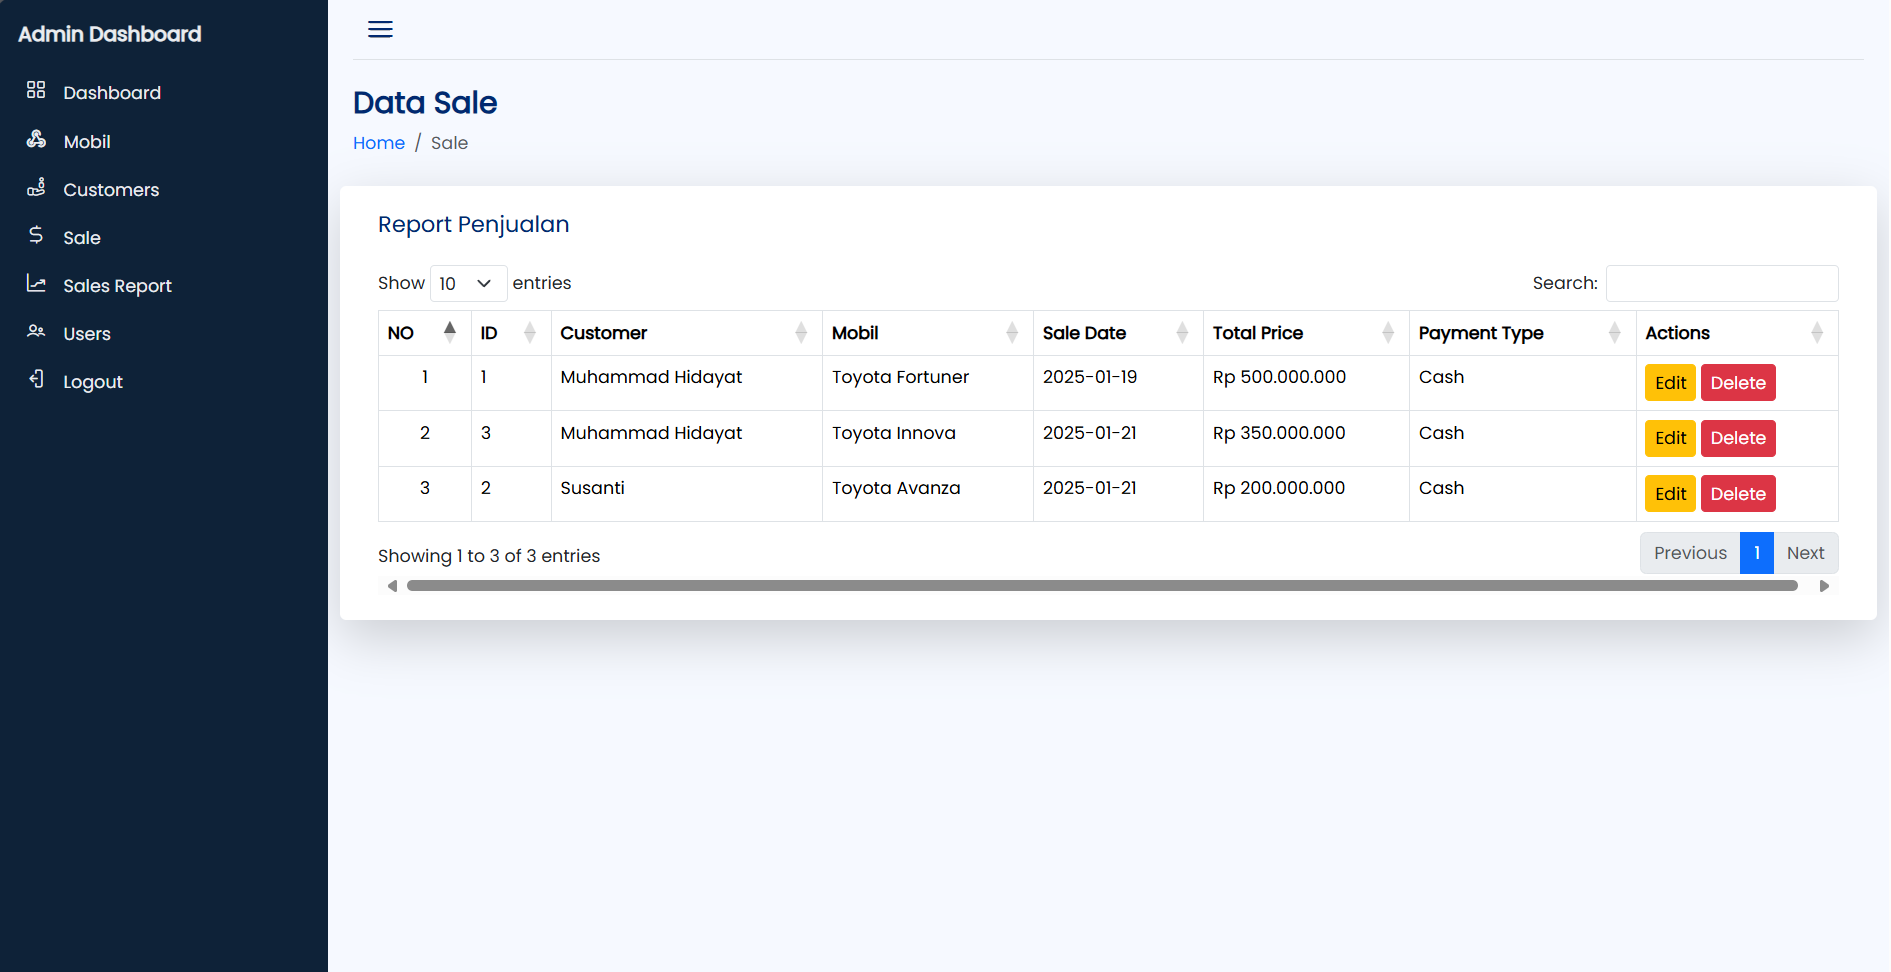 Admin Dashboard
Dashboard
Mobil
Customers
Sale
Sales Report
Users
Logout
Data Sale
Home / Sale
Report Penjualan
Show 10 entries
Search:
NO ID Customer Mobil Sale Date Total Price Payment Type Actions
1 1 Muhammad Hidayat Toyota Fortuner 2025-01-19 Rp 500.000.000 Cash Edit Delete
2 3 Muhammad Hidayat Toyota Innova 2025-01-21 Rp 350.000.000 Cash Edit Delete
3 2 Susanti Toyota Avanza 2025-01-21 Rp 200.000.000 Cash Edit Delete
Showing 1 to 3 of 3 entries
Previous 1 Next